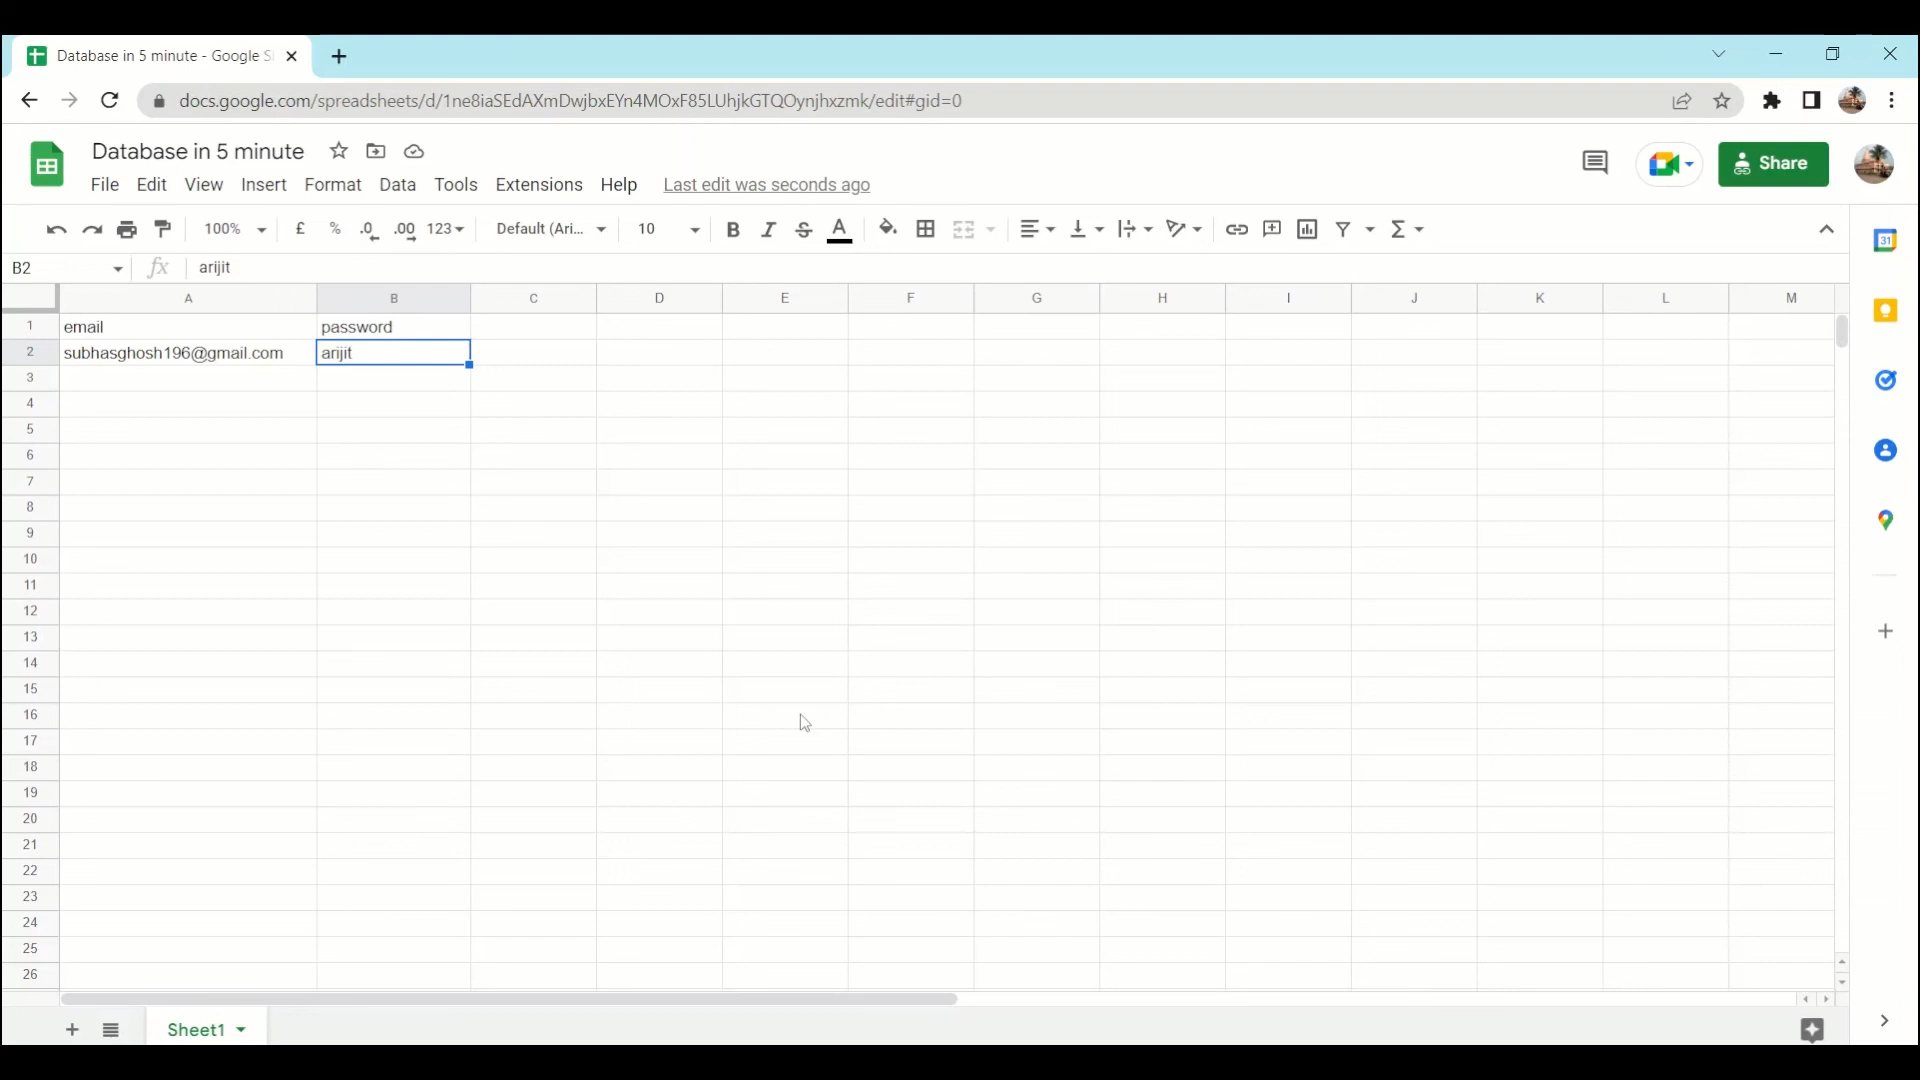 Database in 5 minute - Google S
docs.google.com/spreadsheets/d/1ne8iaSEdAXmDwjbxEYn4MOxF85LUhjkGTQOynjhxzmk/edit#gid=0
Database in 5 minute
File Edit View Insert Format Data Tools Extensions Help Last edit was seconds ago
Share
100% £ % .0 .00 123 Default (Ari... 10 B I S A Σ
31
B2 fx arijit
A B C D E F G H I J K L M
1 email password
2 subhasghosh196@gmail.com arijit
3
4
5
6
7
8
9
10
11
12
13
14
15
16
17
18
19
20
21
22
23
24
25
26
Sheet1